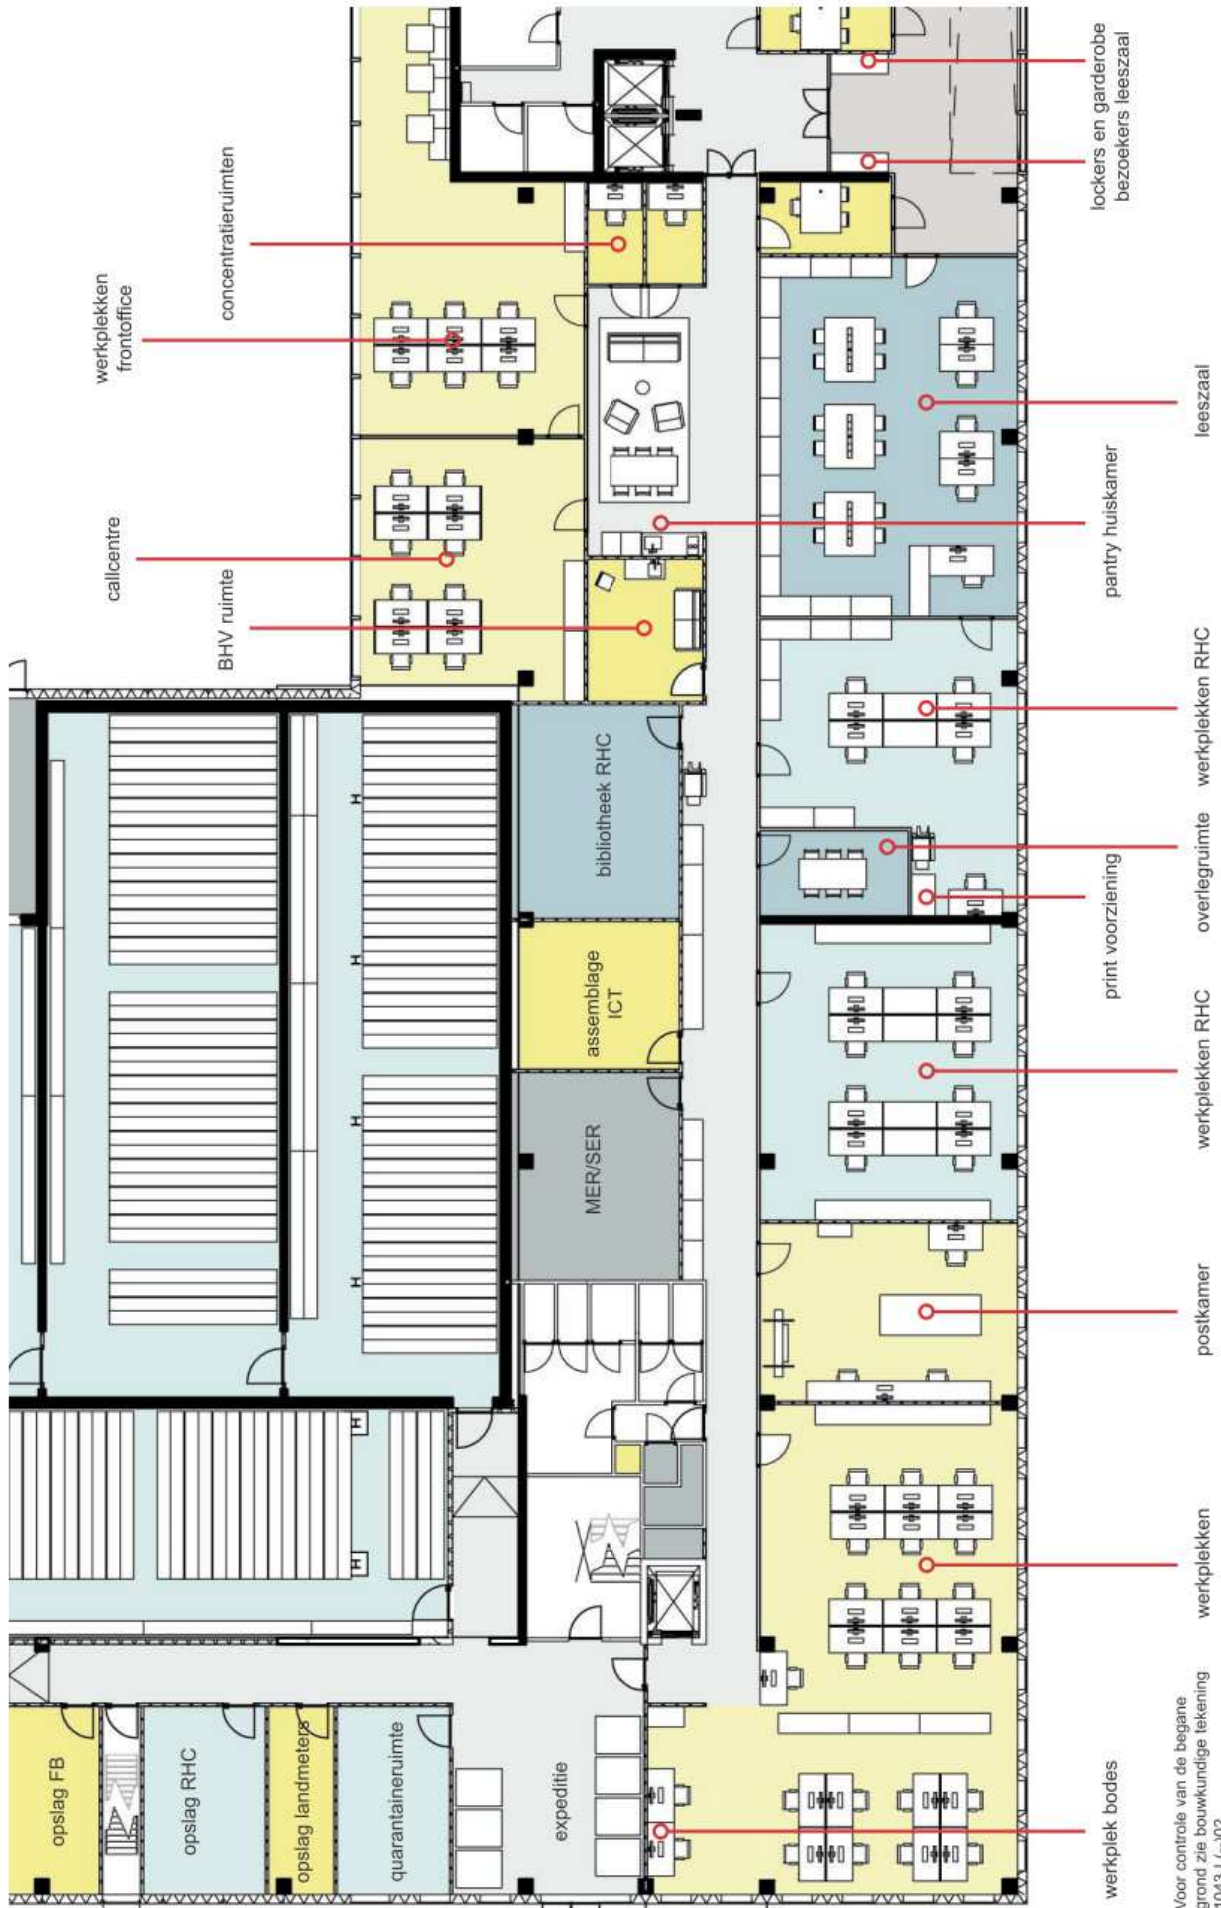 opslag FB
callcentre
werkplekken
frontoffice
opslag RHC
BHV ruimte
concentratieruimten
opslag landmeters
quarantaineruimte
expeditie
MER/SER
assemblage
ICT
bibliotheek RHC
werkplek bodes
print voorziening
pantry huiskamer
lockers en garderobe
bezoekers leeszaal
werkplekken
postkamer
werkplekken RHC
overlegruimte
werkplekken RHC
leeszaal
Voor controle van de begane
grond zie bouwkundige tekening